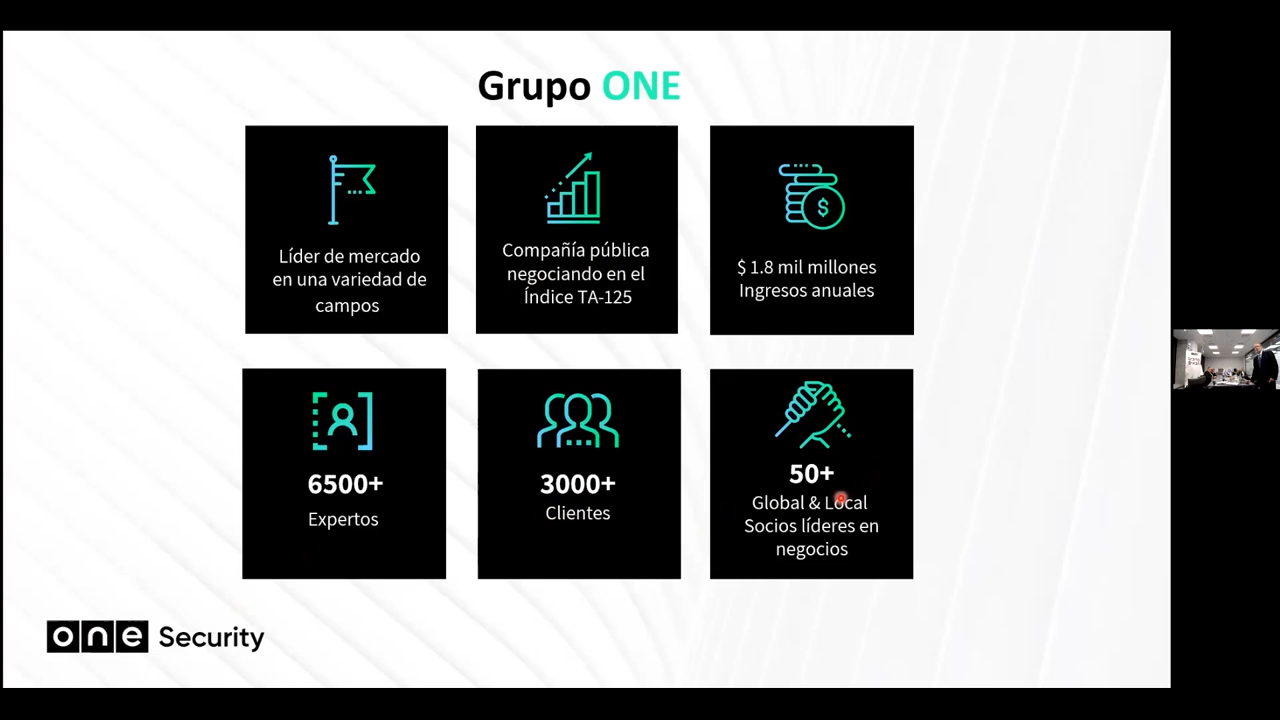 Grupo ONE
Líder de mercado
en una variedad de
campos
Compañía pública
negociando en el
Índice TA-125
$ 1.8 mil millones
Ingresos anuales
6500+
Expertos
3000+
Clientes
50+
Global & Local
Socios líderes en
negocios
one Security